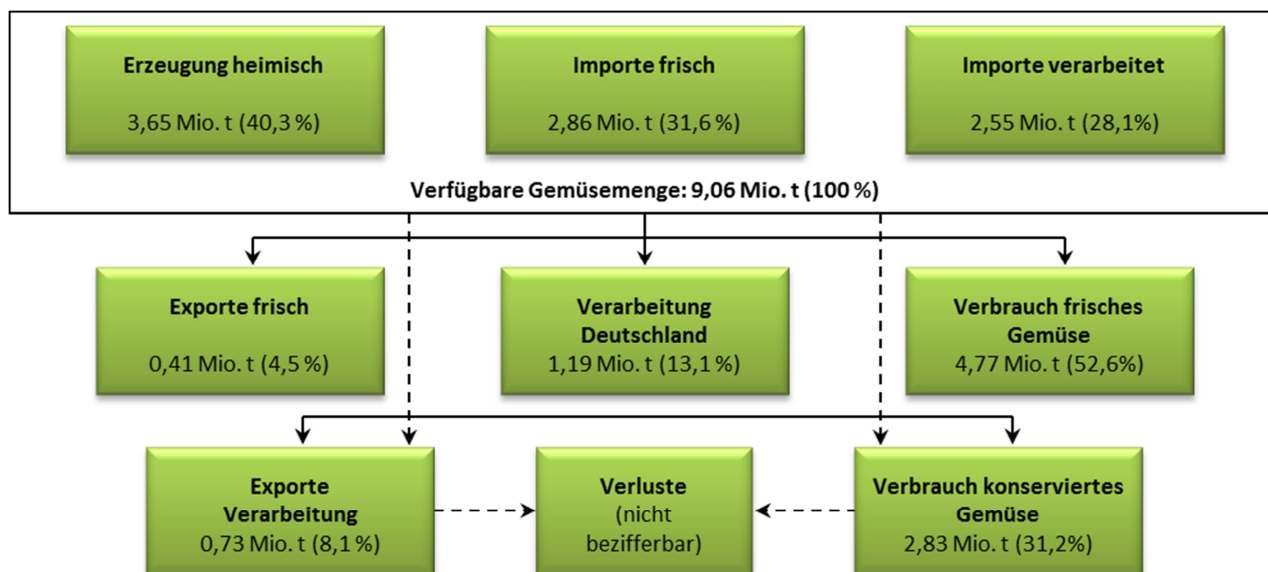 Erzeugung heimisch
3,65 Mio. t (40,3 %)
Importe frisch
2,86 Mio. t (31,6 %)
Importe verarbeitet
2,55 Mio. t (28,1%)
Verfügbare Gemüsemenge: 9,06 Mio. t (100 %)
Exporte frisch
0,41 Mio. t (4,5 %)
Verarbeitung
Deutschland
1,19 Mio. t (13,1 %)
Verbrauch frisches
Gemüse
4,77 Mio. t (52,6%)
Exporte
Verarbeitung
0,73 Mio. t (8,1 %)
Verluste
(nicht
bezifferbar)
Verbrauch konserviertes
Gemüse
2,83 Mio. t (31,2%)